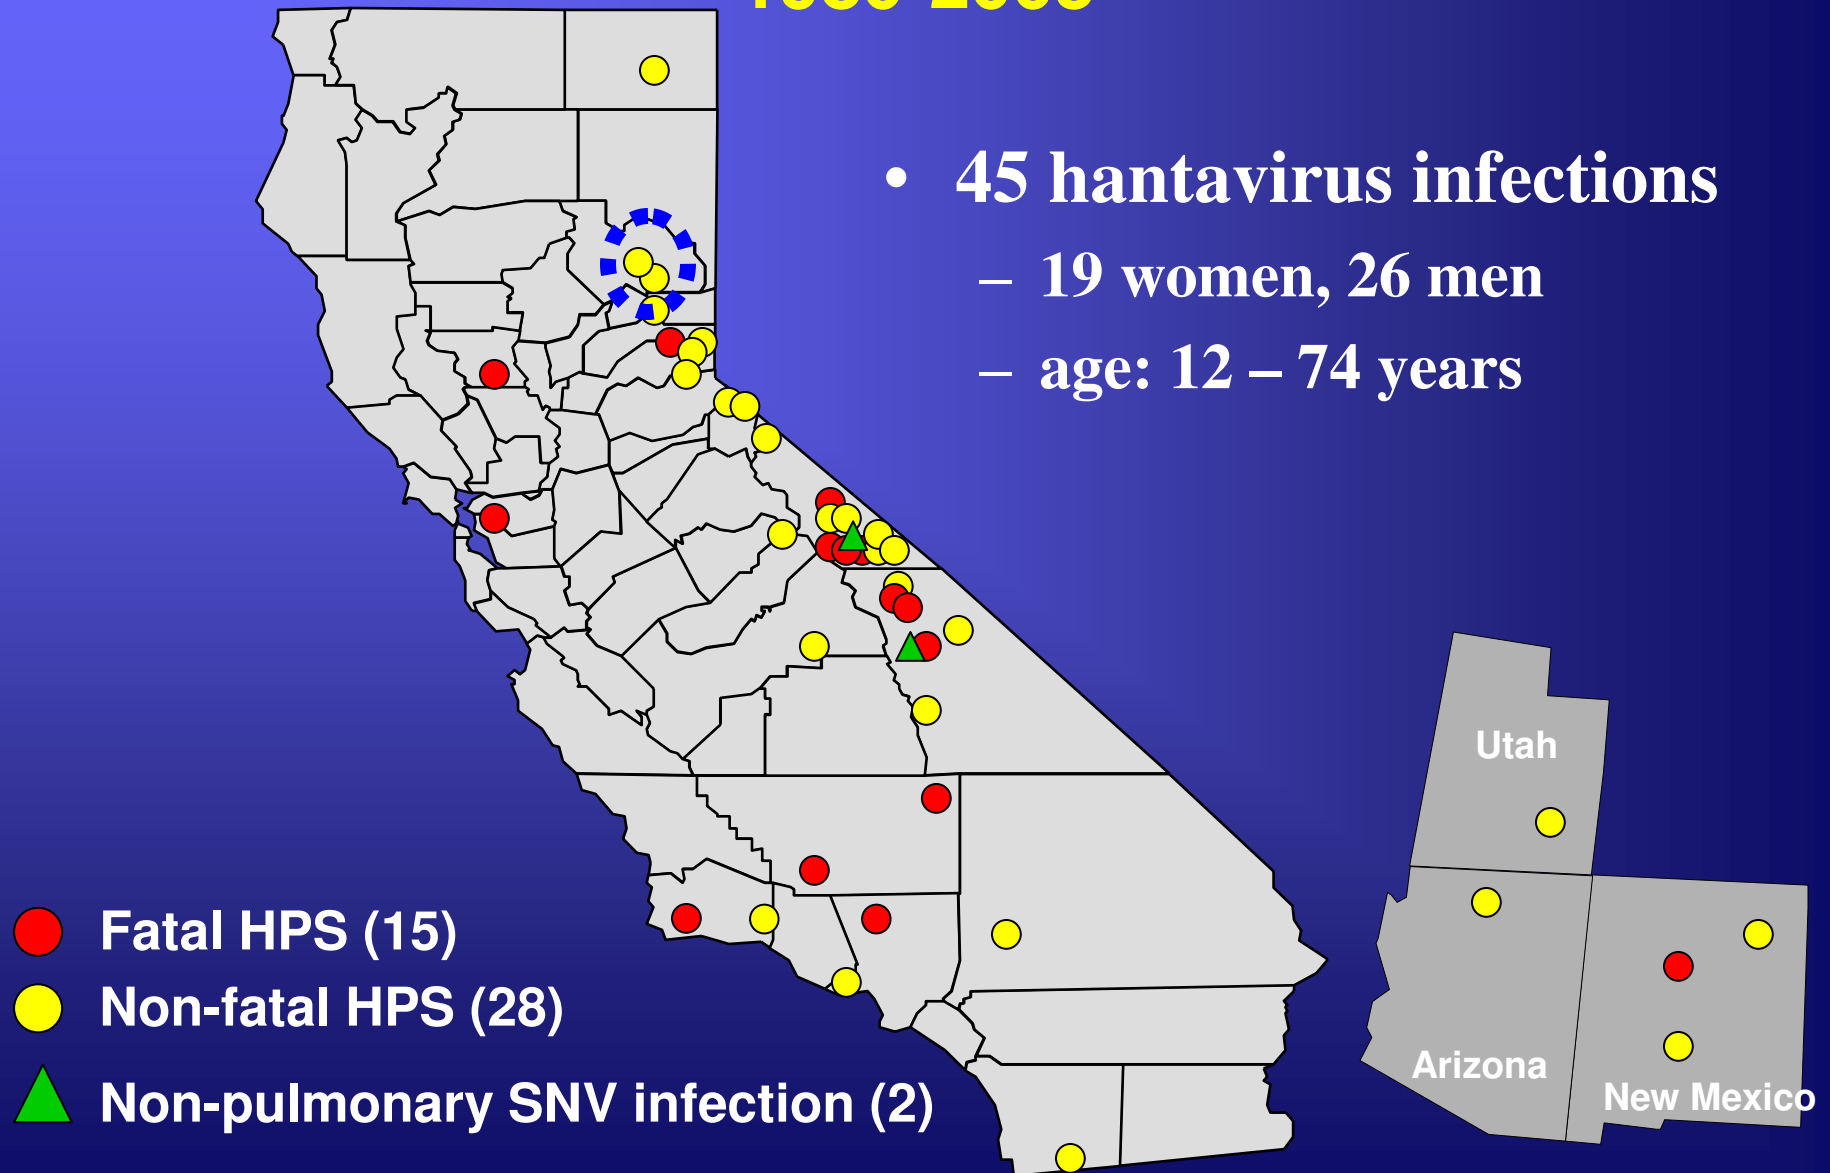 • 45 hantavirus infections
– 19 women, 26 men
– age: 12 – 74 years
Utah
Arizona
New Mexico
Fatal HPS (15)
Non-fatal HPS (28)
Non-pulmonary SNV infection (2)